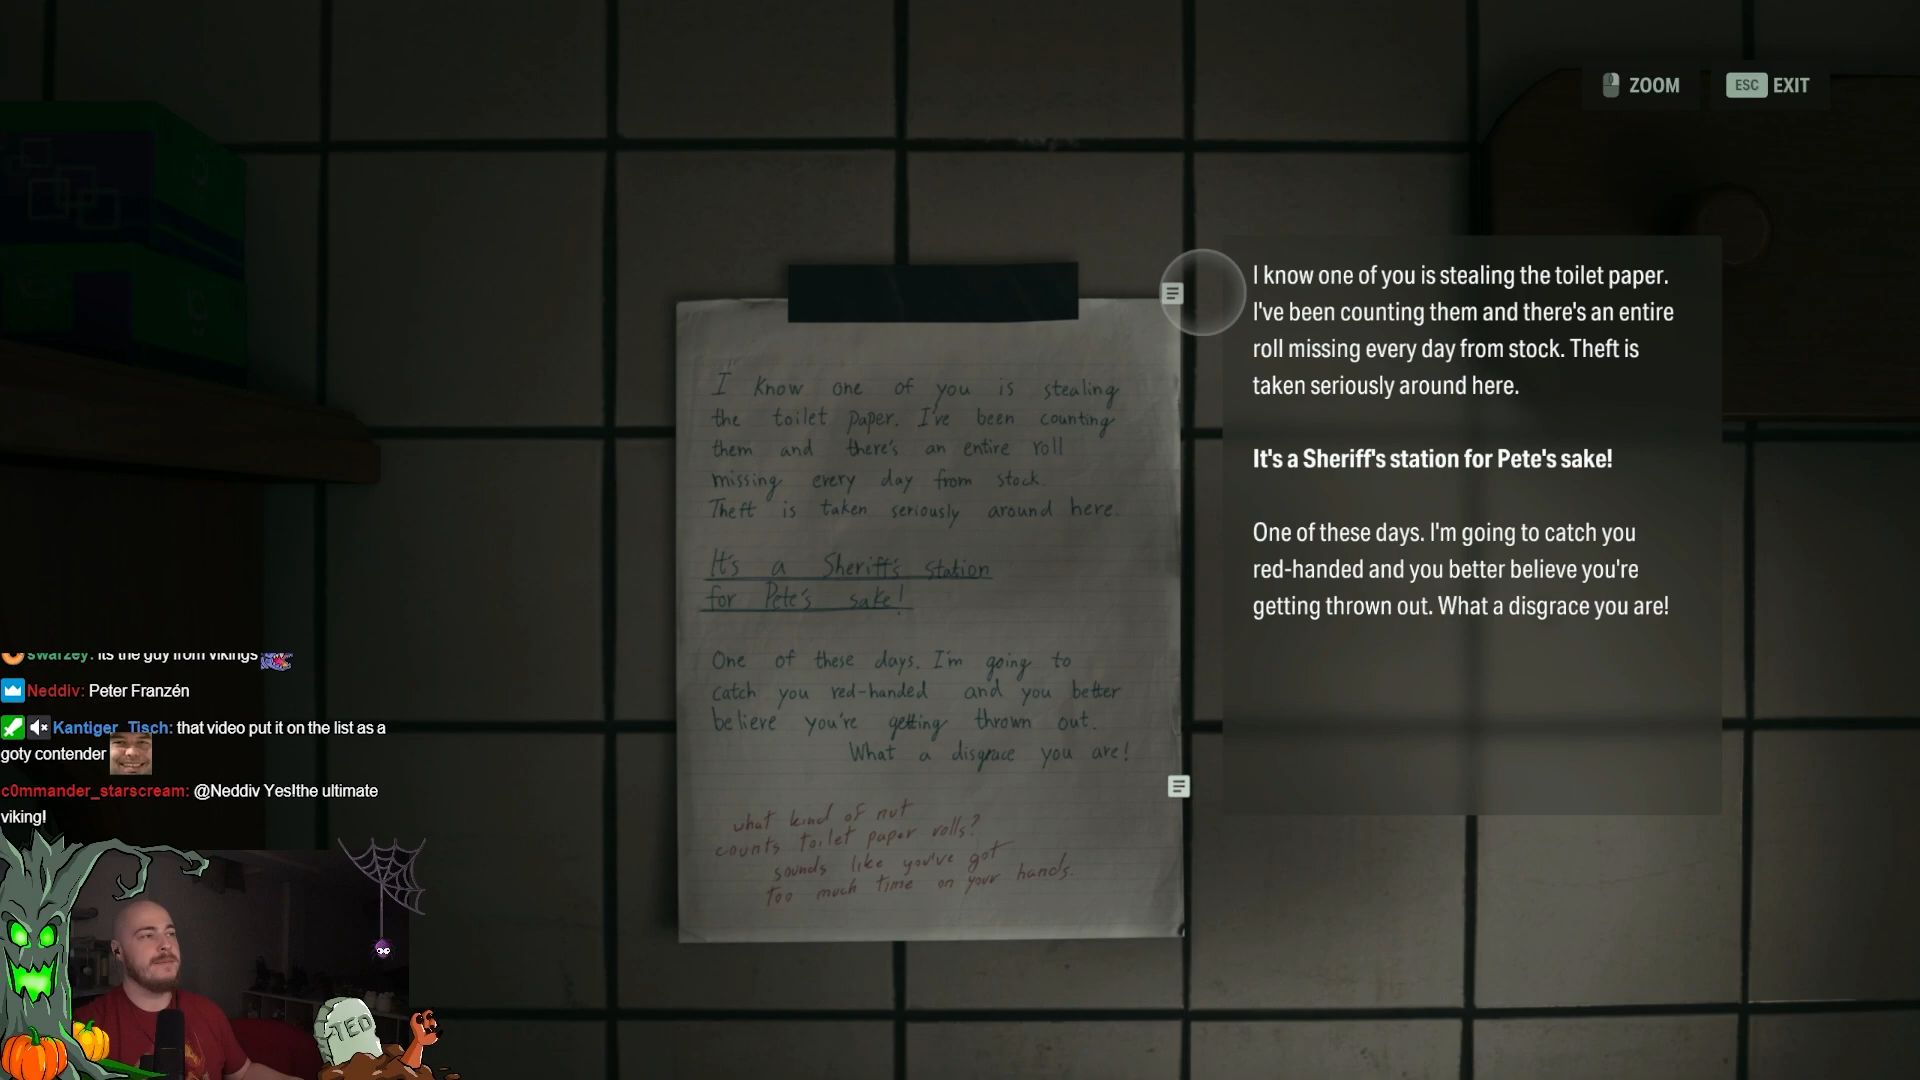 ZOOM
ESC EXIT
I know one of you is stealing the toilet paper.
I've been counting them and there's an entire
roll missing every day from stock. Theft is
taken seriously around here.
It's a Sheriff's station for Pete's sake!
One of these days. I'm going to catch you
red-handed and you better believe you're
getting thrown out. What a disgrace you are!
I know one of you is stealing
the toilet paper. I've been counting
them and there's an entire roll
missing every day from stock.
Theft is taken seriously around here.
It's a Sheriff's station
for Pete's sake!
One of these days. I'm going to
catch you red-handed and you better
believe you're getting thrown out.
What a disgrace you are!
what kind of nut
counts toilet paper rolls?
sounds like you've got
too much time on your hands.
swarzey: its the guy from vikings
Neddiv: Peter Franzén
Kantiger_Tisch: that video put it on the list as a
goty contender
c0mmander_starscream: @Neddiv Yes!the ultimate
viking!
TED